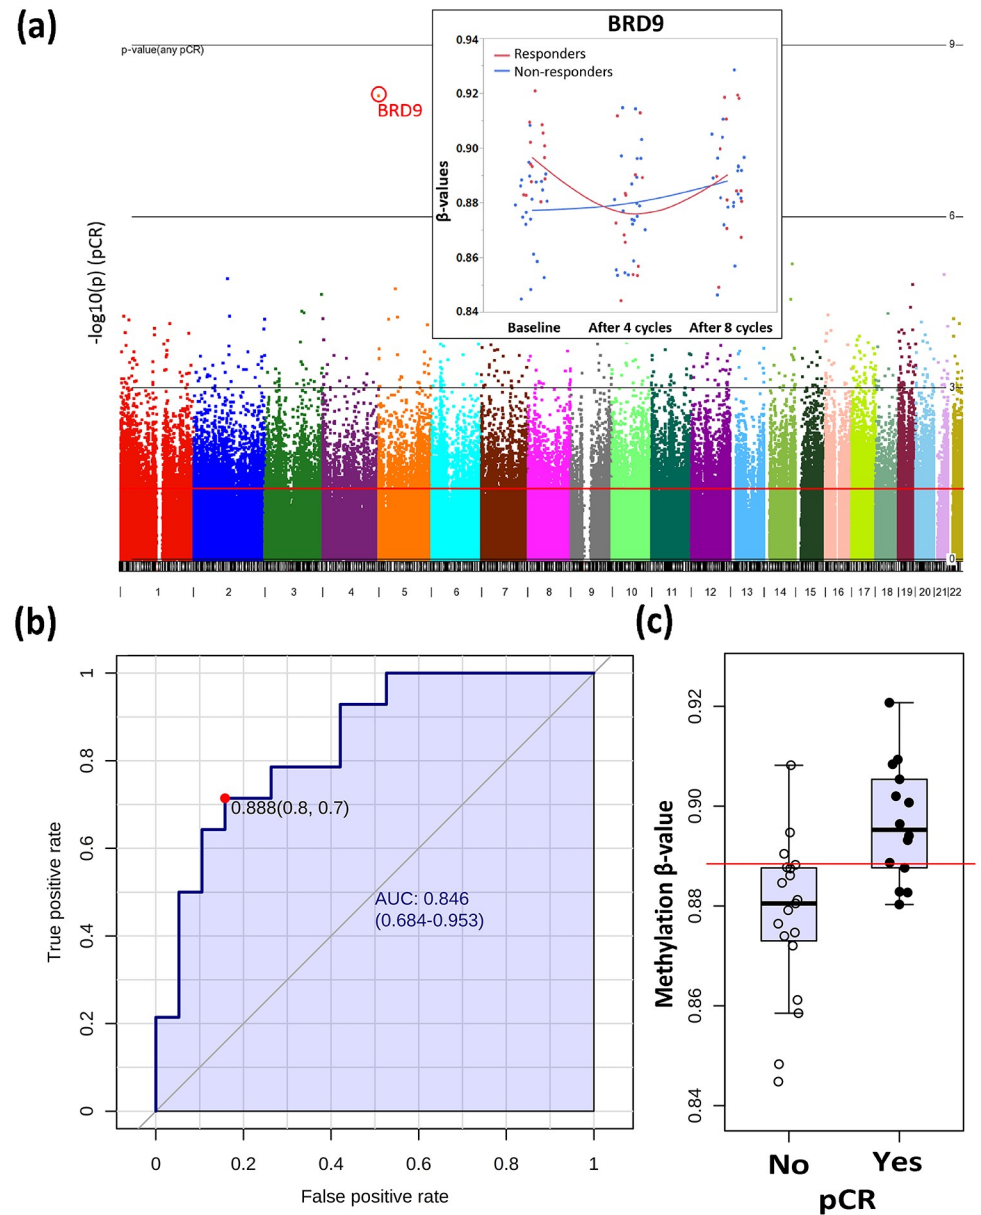 (a)
p-value(any pCR)
9
BRD9
BRD9
0.94
Responders
Non-responders
0.92
0.90
0.88
0.86
0.84
β-values
Baseline After 4 cycles After 8 cycles
6
-log10(p) (pCR)
3
0
| 1 | 2 | 3 | 4 | 5 | 6 | 7 | 8 | 9 | 10 | 11 | 12 | 13 | 14 | 15 | 16 | 17 | 18 |19| 20 |21|22
(b)
1
0.8
0.6
0.4
0.2
0
True positive rate
0.888(0.8, 0.7)
AUC: 0.846
(0.684-0.953)
0 0.2 0.4 0.6 0.8 1
False positive rate
(c)
0.92
0.90
0.88
0.86
0.84
Methylation β-value
No Yes
pCR